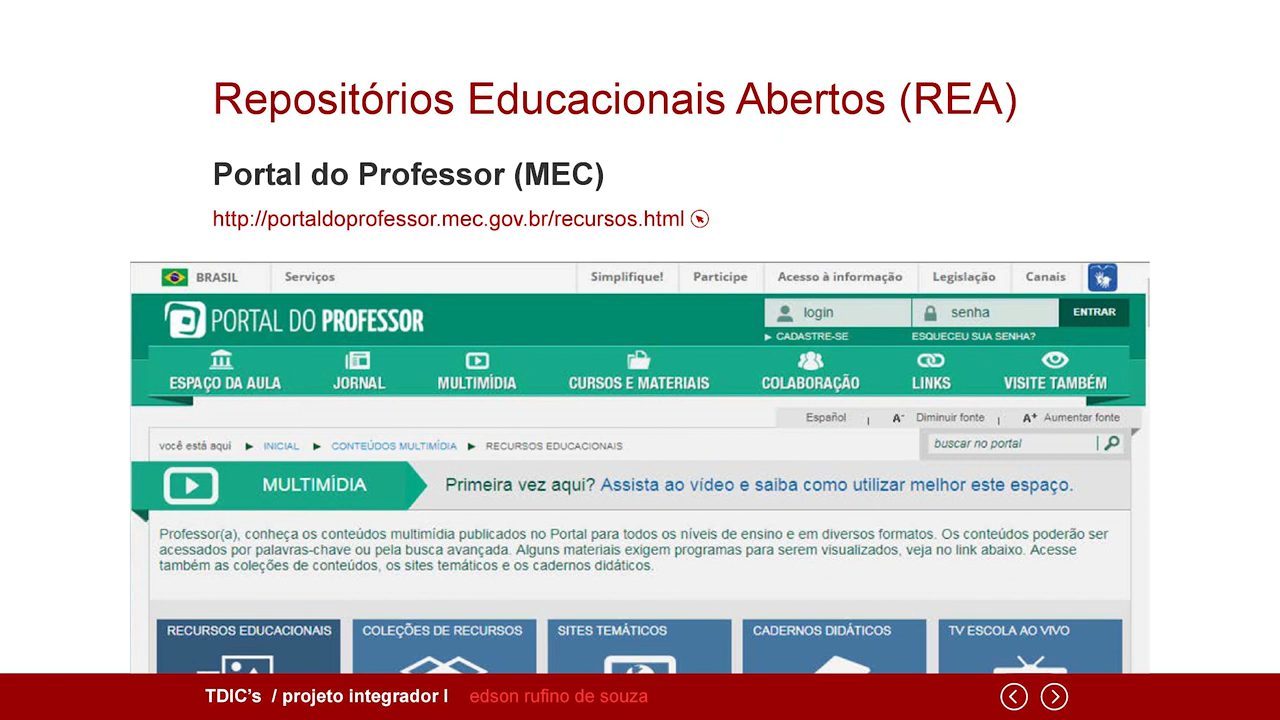 Repositórios Educacionais Abertos (REA)
Portal do Professor (MEC)
http://portaldoprofessor.mec.gov.br/recursos.html
BRASIL Serviços Simplifique! Participe Acesso à informação Legislação Canais
PORTAL DO PROFESSOR login senha ENTRAR
CADASTRE-SE ESQUECEU SUA SENHA?
ESPAÇO DA AULA JORNAL MULTIMÍDIA CURSOS E MATERIAIS COLABORAÇÃO LINKS VISITE TAMBÉM
Español A- Diminuir fonte A+ Aumentar fonte
você está aqui INICIAL CONTEÚDOS MULTIMÍDIA RECURSOS EDUCACIONAIS buscar no portal
MULTIMÍDIA Primeira vez aqui? Assista ao vídeo e saiba como utilizar melhor este espaço.
Professor(a), conheça os conteúdos multimídia publicados no Portal para todos os níveis de ensino e em diversos formatos. Os conteúdos poderão ser
acessados por palavras-chave ou pela busca avançada. Alguns materiais exigem programas para serem visualizados, veja no link abaixo. Acesse
também as coleções de conteúdos, os sites temáticos e os cadernos didáticos.
RECURSOS EDUCACIONAIS COLEÇÕES DE RECURSOS SITES TEMÁTICOS CADERNOS DIDÁTICOS TV ESCOLA AO VIVO
TDIC's / projeto integrador I edson rufino de souza